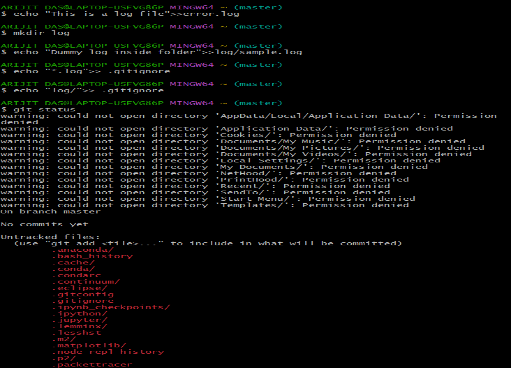 ARIJIT DAS@LAPTOP-USFVG86P MINGW64 ~ (master)
$ echo "This is a log file">>error.log
ARIJIT DAS@LAPTOP-USFVG86P MINGW64 ~ (master)
$ mkdir log
ARIJIT DAS@LAPTOP-USFVG86P MINGW64 ~ (master)
$ echo "Dummy log inside folder">>log/sample.log
ARIJIT DAS@LAPTOP-USFVG86P MINGW64 ~ (master)
$ echo "*.log">> .gitignore
ARIJIT DAS@LAPTOP-USFVG86P MINGW64 ~ (master)
$ echo "log/">> .gitignore
ARIJIT DAS@LAPTOP-USFVG86P MINGW64 ~ (master)
$ git status
warning: could not open directory 'AppData/Local/Application Data/': Permission
denied
warning: could not open directory 'Application Data/': Permission denied
warning: could not open directory 'Cookies/': Permission denied
warning: could not open directory 'Documents/My Music/': Permission denied
warning: could not open directory 'Documents/My Pictures/': Permission denied
warning: could not open directory 'Documents/My Videos/': Permission denied
warning: could not open directory 'Local Settings/': Permission denied
warning: could not open directory 'My Documents/': Permission denied
warning: could not open directory 'NetHood/': Permission denied
warning: could not open directory 'PrintHood/': Permission denied
warning: could not open directory 'Recent/': Permission denied
warning: could not open directory 'SendTo/': Permission denied
warning: could not open directory 'Start Menu/': Permission denied
warning: could not open directory 'Templates/': Permission denied
On branch master
No commits yet
Untracked files:
(use "git add <file>..." to include in what will be committed)
.anaconda/
.bash_history
.cache/
.conda/
.condarc
.continuum/
.eclipse/
.gitconfig
.gitignore
.ipynb_checkpoints/
.ipython/
.jupyter/
.lemminx/
.lesshst
.m2/
.matplotlib/
.node_repl_history
.p2/
.packettracer